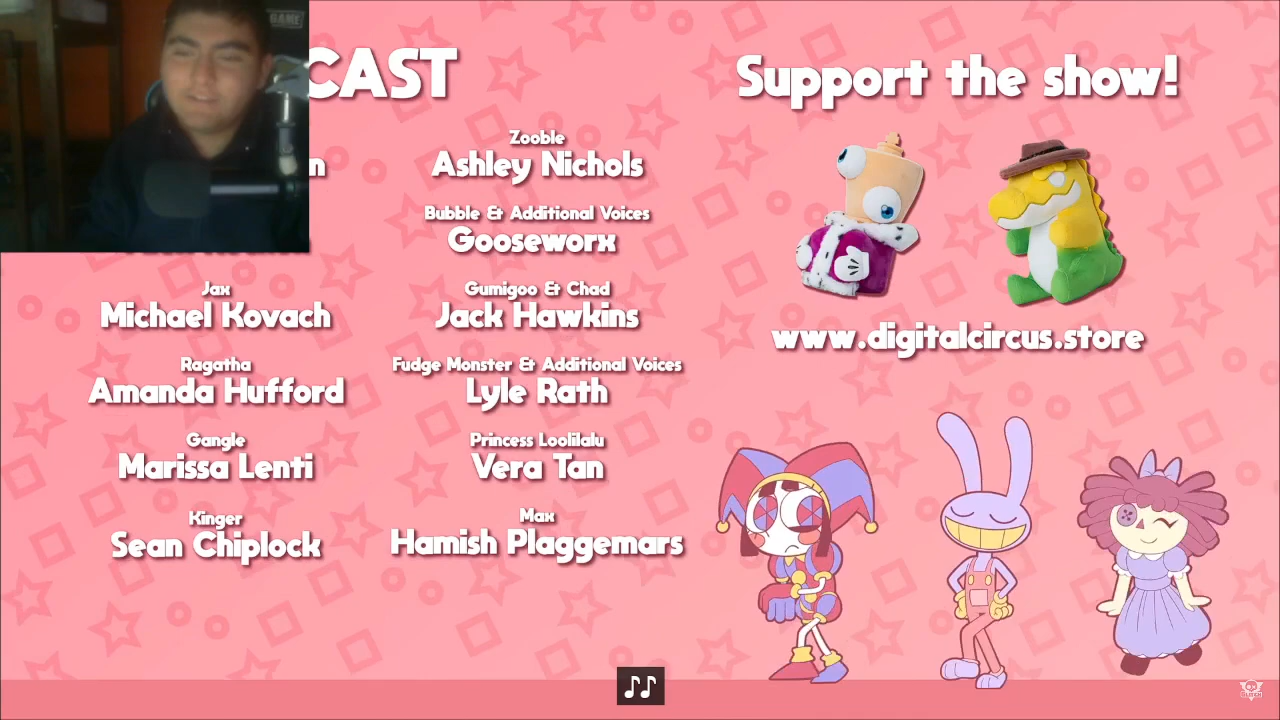 CAST
Support the show!
Zooble
Ashley Nichols
Bubble & Additional Voices
Gooseworx
Jax
Michael Kovach
Gumigoo & Chad
Jack Hawkins
www.digitalcircus.store
Ragatha
Amanda Hufford
Fudge Monster & Additional Voices
Lyle Rath
Gangle
Marissa Lenti
Princess Loolilalu
Vera Tan
Kinger
Sean Chiplock
Max
Hamish Plaggemars
GLITCH